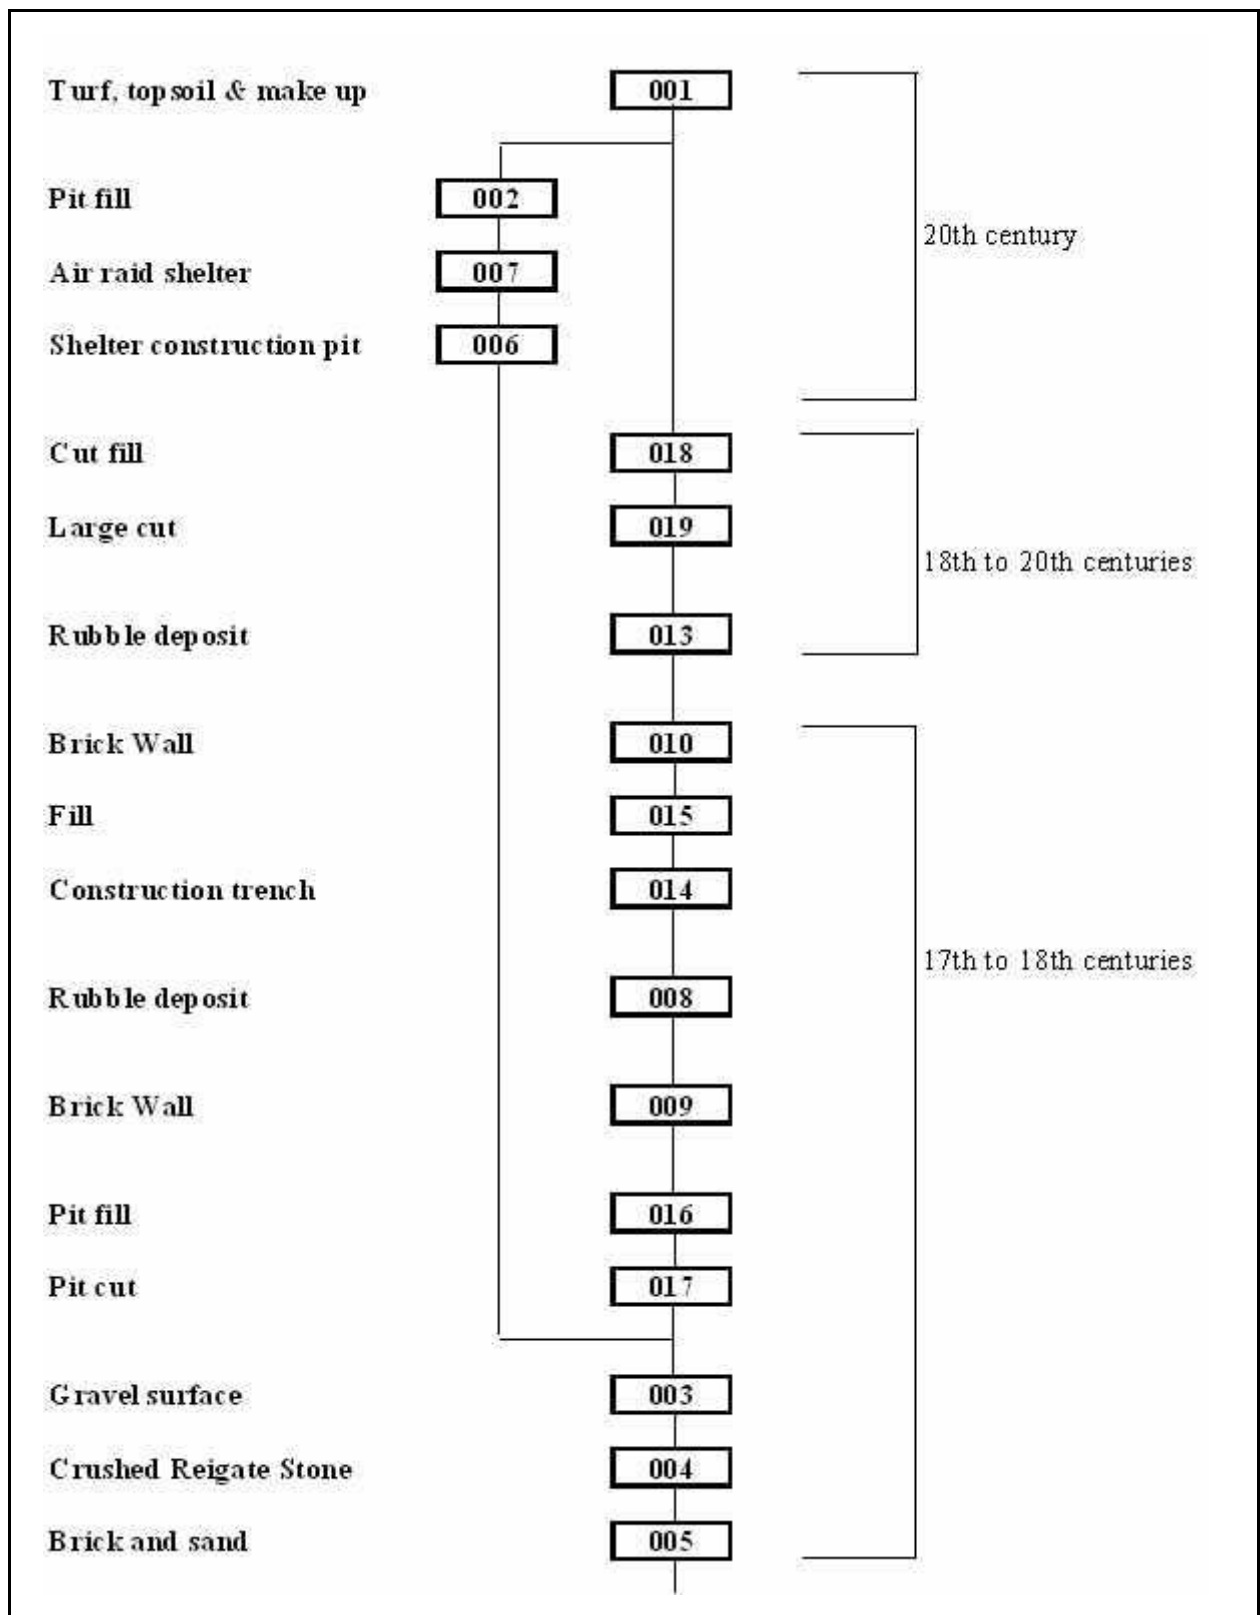 Turf, topsoil & make up 001
Pit fill 002
20th century
Air raid shelter 007
Shelter construction pit 006
Cut fill 018
Large cut 019
18th to 20th centuries
Rubble deposit 013
Brick Wall 010
Fill 015
Construction trench 014
17th to 18th centuries
Rubble deposit 008
Brick Wall 009
Pit fill 016
Pit cut 017
Gravel surface 003
Crushed Reigate Stone 004
Brick and sand 005